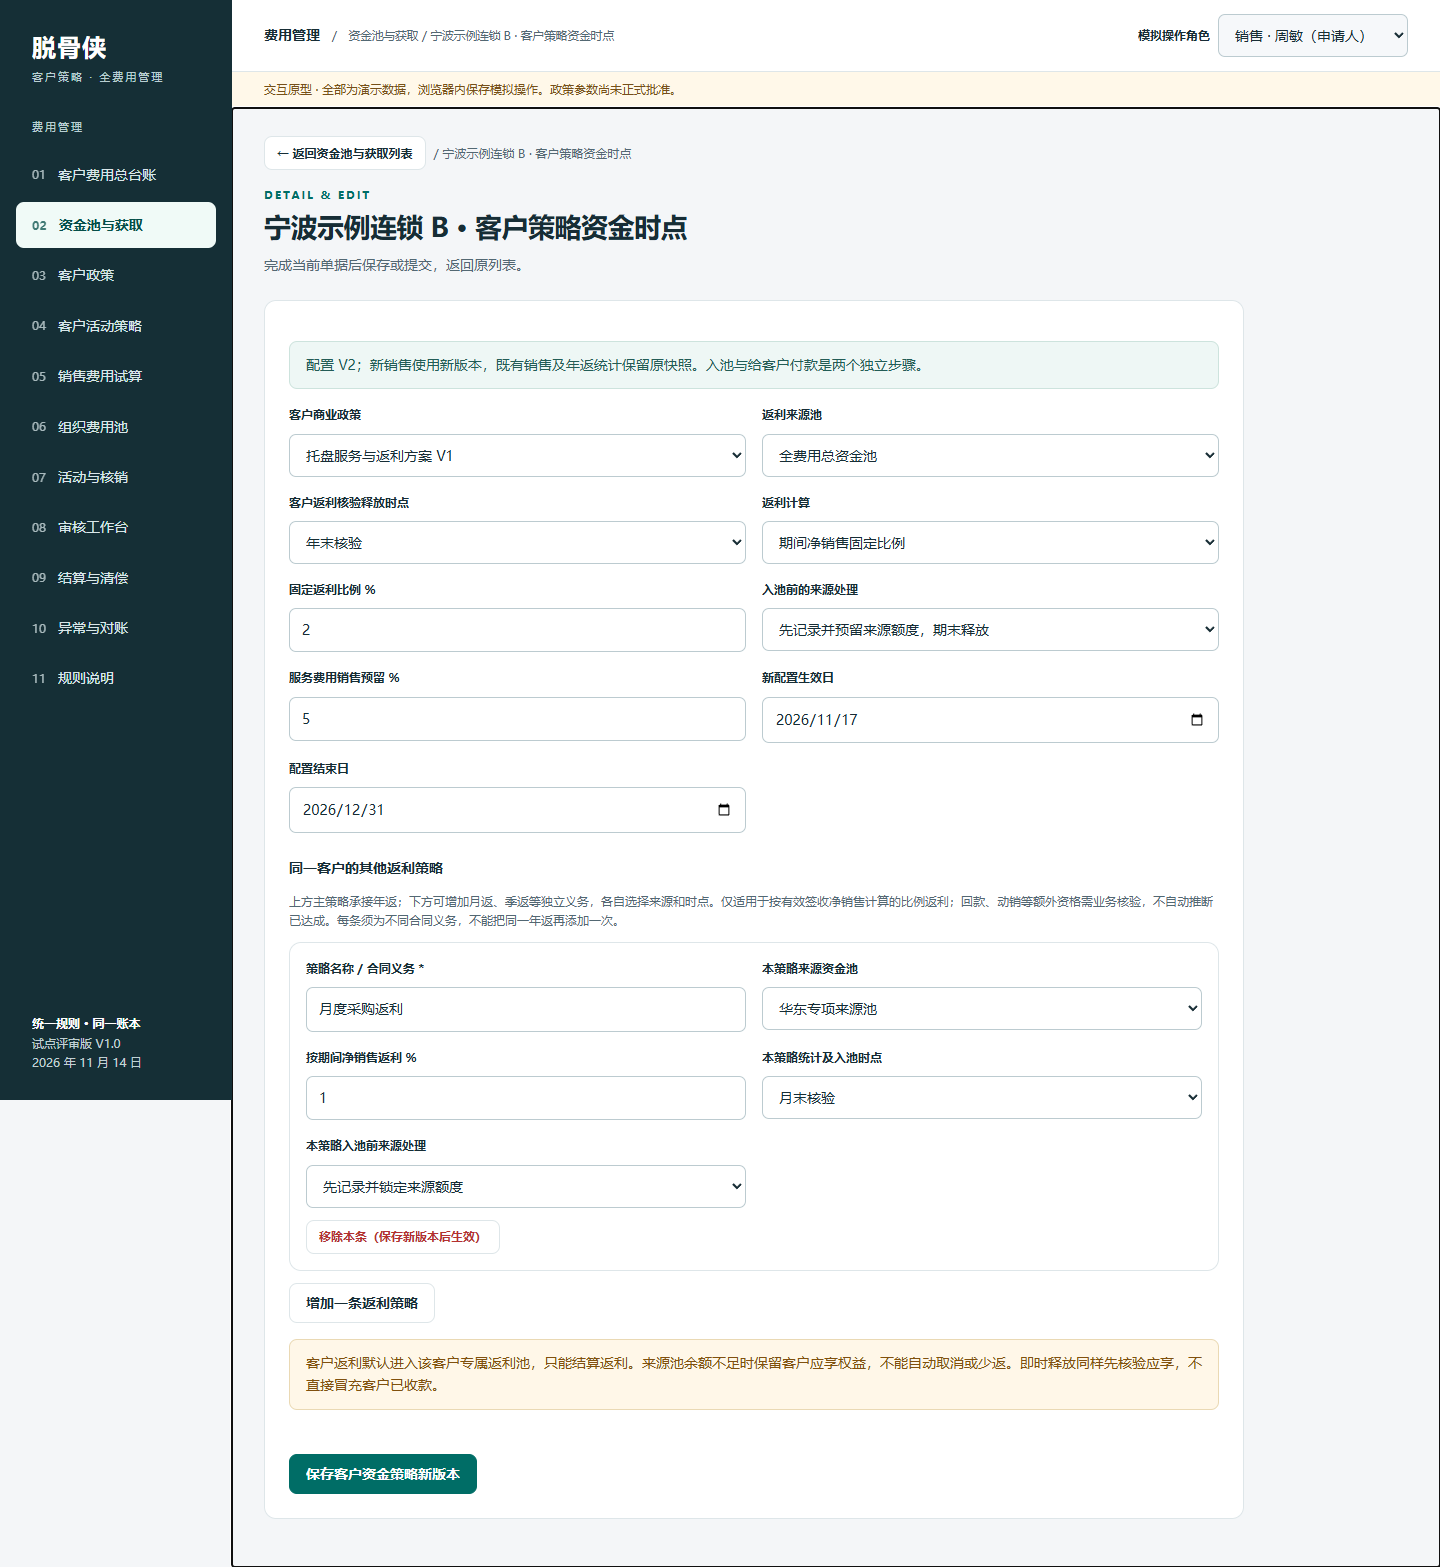 脱骨侠
客户策略 · 全费用管理
费用管理
01 客户费用总台账
02 资金池与获取
03 客户政策
04 客户活动策略
05 销售费用试算
06 组织费用池
07 活动与核销
08 审核工作台
09 结算与清偿
10 异常与对账
11 规则说明
统一规则 • 同一账本
试点评审版 V1.0
2026 年 11 月 14 日
费用管理 / 资金池与获取 / 宁波示例连锁 B · 客户策略资金时点
模拟操作角色 销售 · 周敏（申请人）
交互原型 · 全部为演示数据，浏览器内保存模拟操作。政策参数尚未正式批准。
← 返回资金池与获取列表 / 宁波示例连锁 B · 客户策略资金时点
DETAIL & EDIT
宁波示例连锁 B • 客户策略资金时点
完成当前单据后保存或提交，返回原列表。
配置 V2；新销售使用新版本，既有销售及年返统计保留原快照。入池与给客户付款是两个独立步骤。
客户商业政策 返利来源池
托盘服务与返利方案 V1 全费用总资金池
客户返利核验释放时点 返利计算
年末核验 期间净销售固定比例
固定返利比例 % 入池前的来源处理
2 先记录并预留来源额度，期末释放
服务费用销售预留 % 新配置生效日
5 2026/11/17
配置结束日
2026/12/31
同一客户的其他返利策略
上方主策略承接年返；下方可增加月返、季返等独立义务，各自选择来源和时点。仅适用于按有效签收净销售计算的比例返利；回款、动销等额外资格需业务核验，不自动推断
已达成。每条须为不同合同义务，不能把同一年返再添加一次。
策略名称 / 合同义务 * 本策略来源资金池
月度采购返利 华东专项来源池
按期间净销售返利 % 本策略统计及入池时点
1 月末核验
本策略入池前来源处理
先记录并锁定来源额度
移除本条（保存新版本后生效）
增加一条返利策略
客户返利默认进入该客户专属返利池，只能结算返利。来源池余额不足时保留客户应享权益，不能自动取消或少返。即时释放同样先核验应享，不
直接冒充客户已收款。
保存客户资金策略新版本